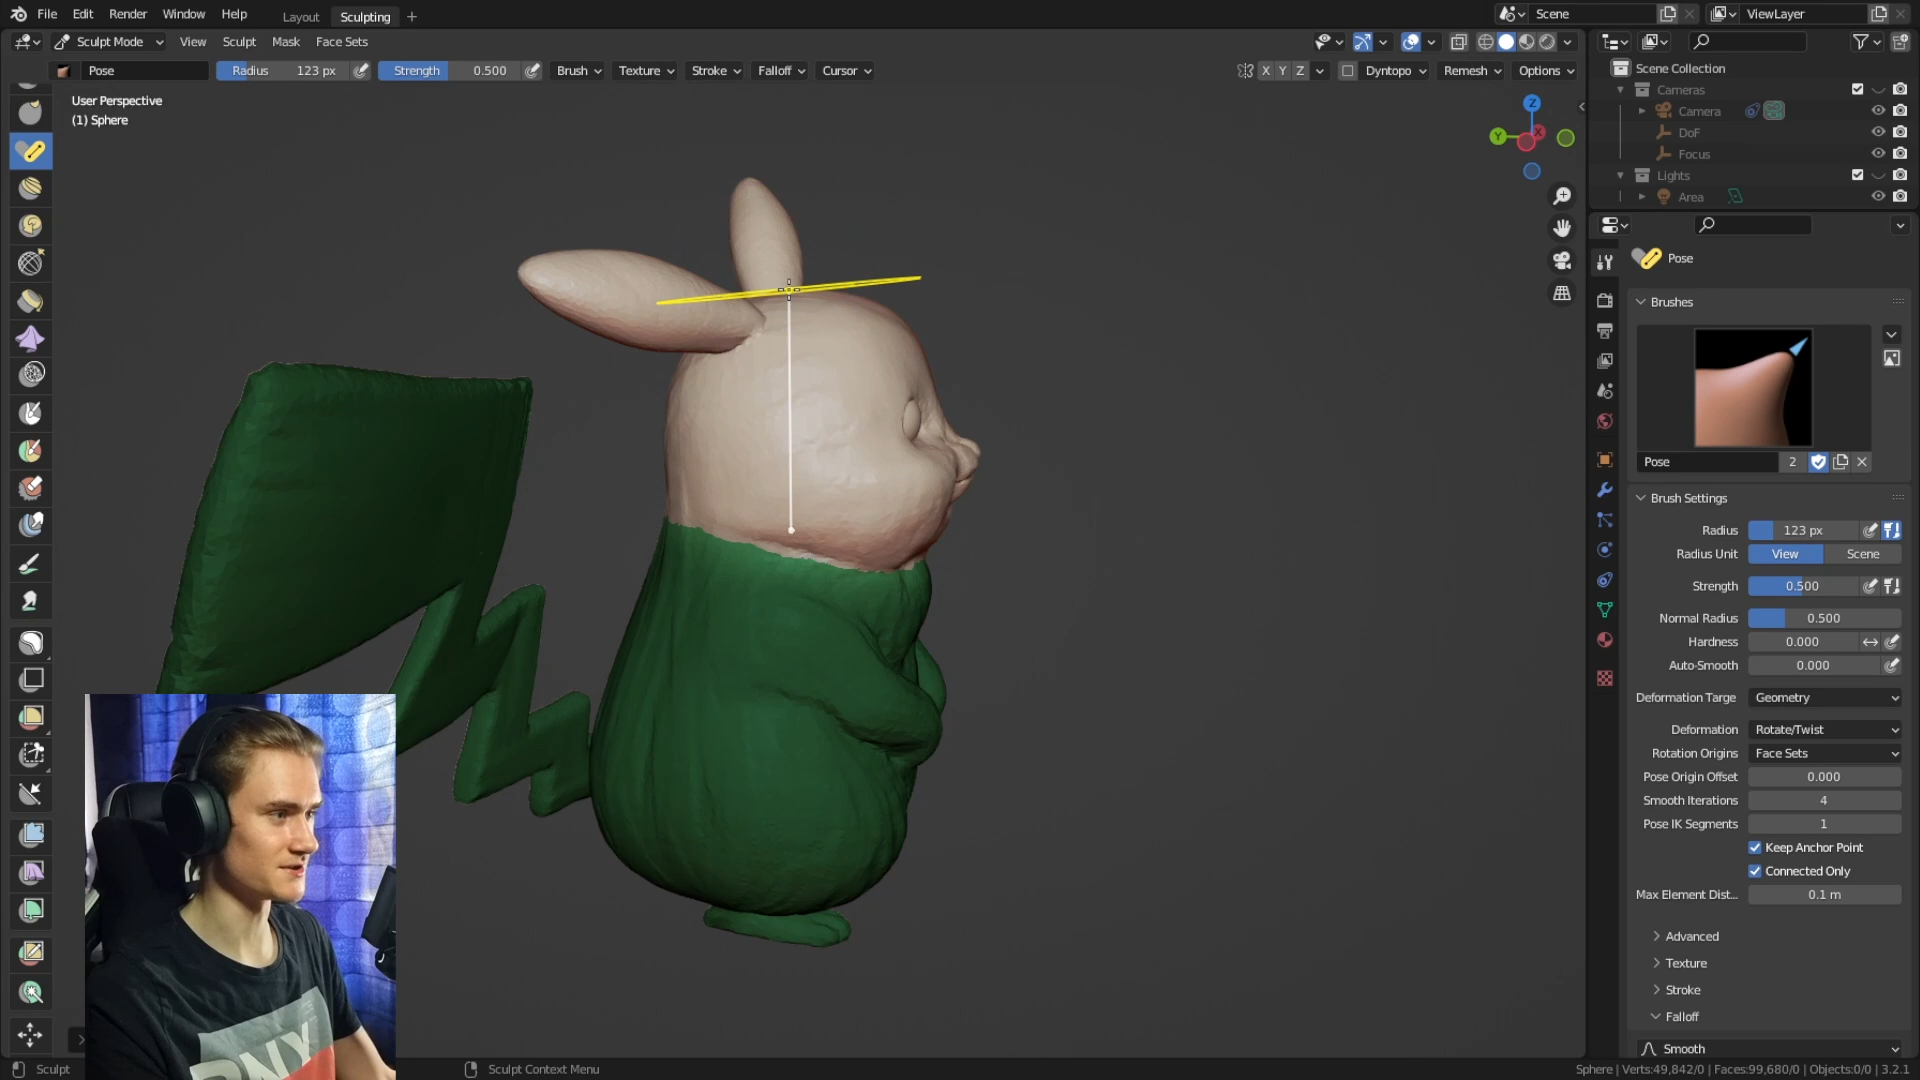 File Edit Render Window Help Layout Sculpting + Scene ViewLayer
Sculpt Mode View Sculpt Mask Face Sets
Pose Radius 123 px Strength 0.500 Brush Texture Stroke Falloff Cursor X Y Z Dyntopo Remesh Options
User Perspective
(1) Sphere
Z
Y X
Scene Collection
Cameras
Camera
DoF
Focus
Lights
Area
Pose
Brushes
Pose 2
Brush Settings
Radius 123 px
Radius Unit View Scene
Strength 0.500
Normal Radius 0.500
Hardness 0.000
Auto-Smooth 0.000
Deformation Targe Geometry
Deformation Rotate/Twist
Rotation Origins Face Sets
Pose Origin Offset 0.000
Smooth Iterations 4
Pose IK Segments 1
Keep Anchor Point
Connected Only
Max Element Dist... 0.1 m
Advanced
Texture
Stroke
Falloff
Smooth
Sculpt Sculpt Context Menu Sphere | Verts:49,842/0 | Faces:99,680/0 | Objects:0/0 | 3.2.1